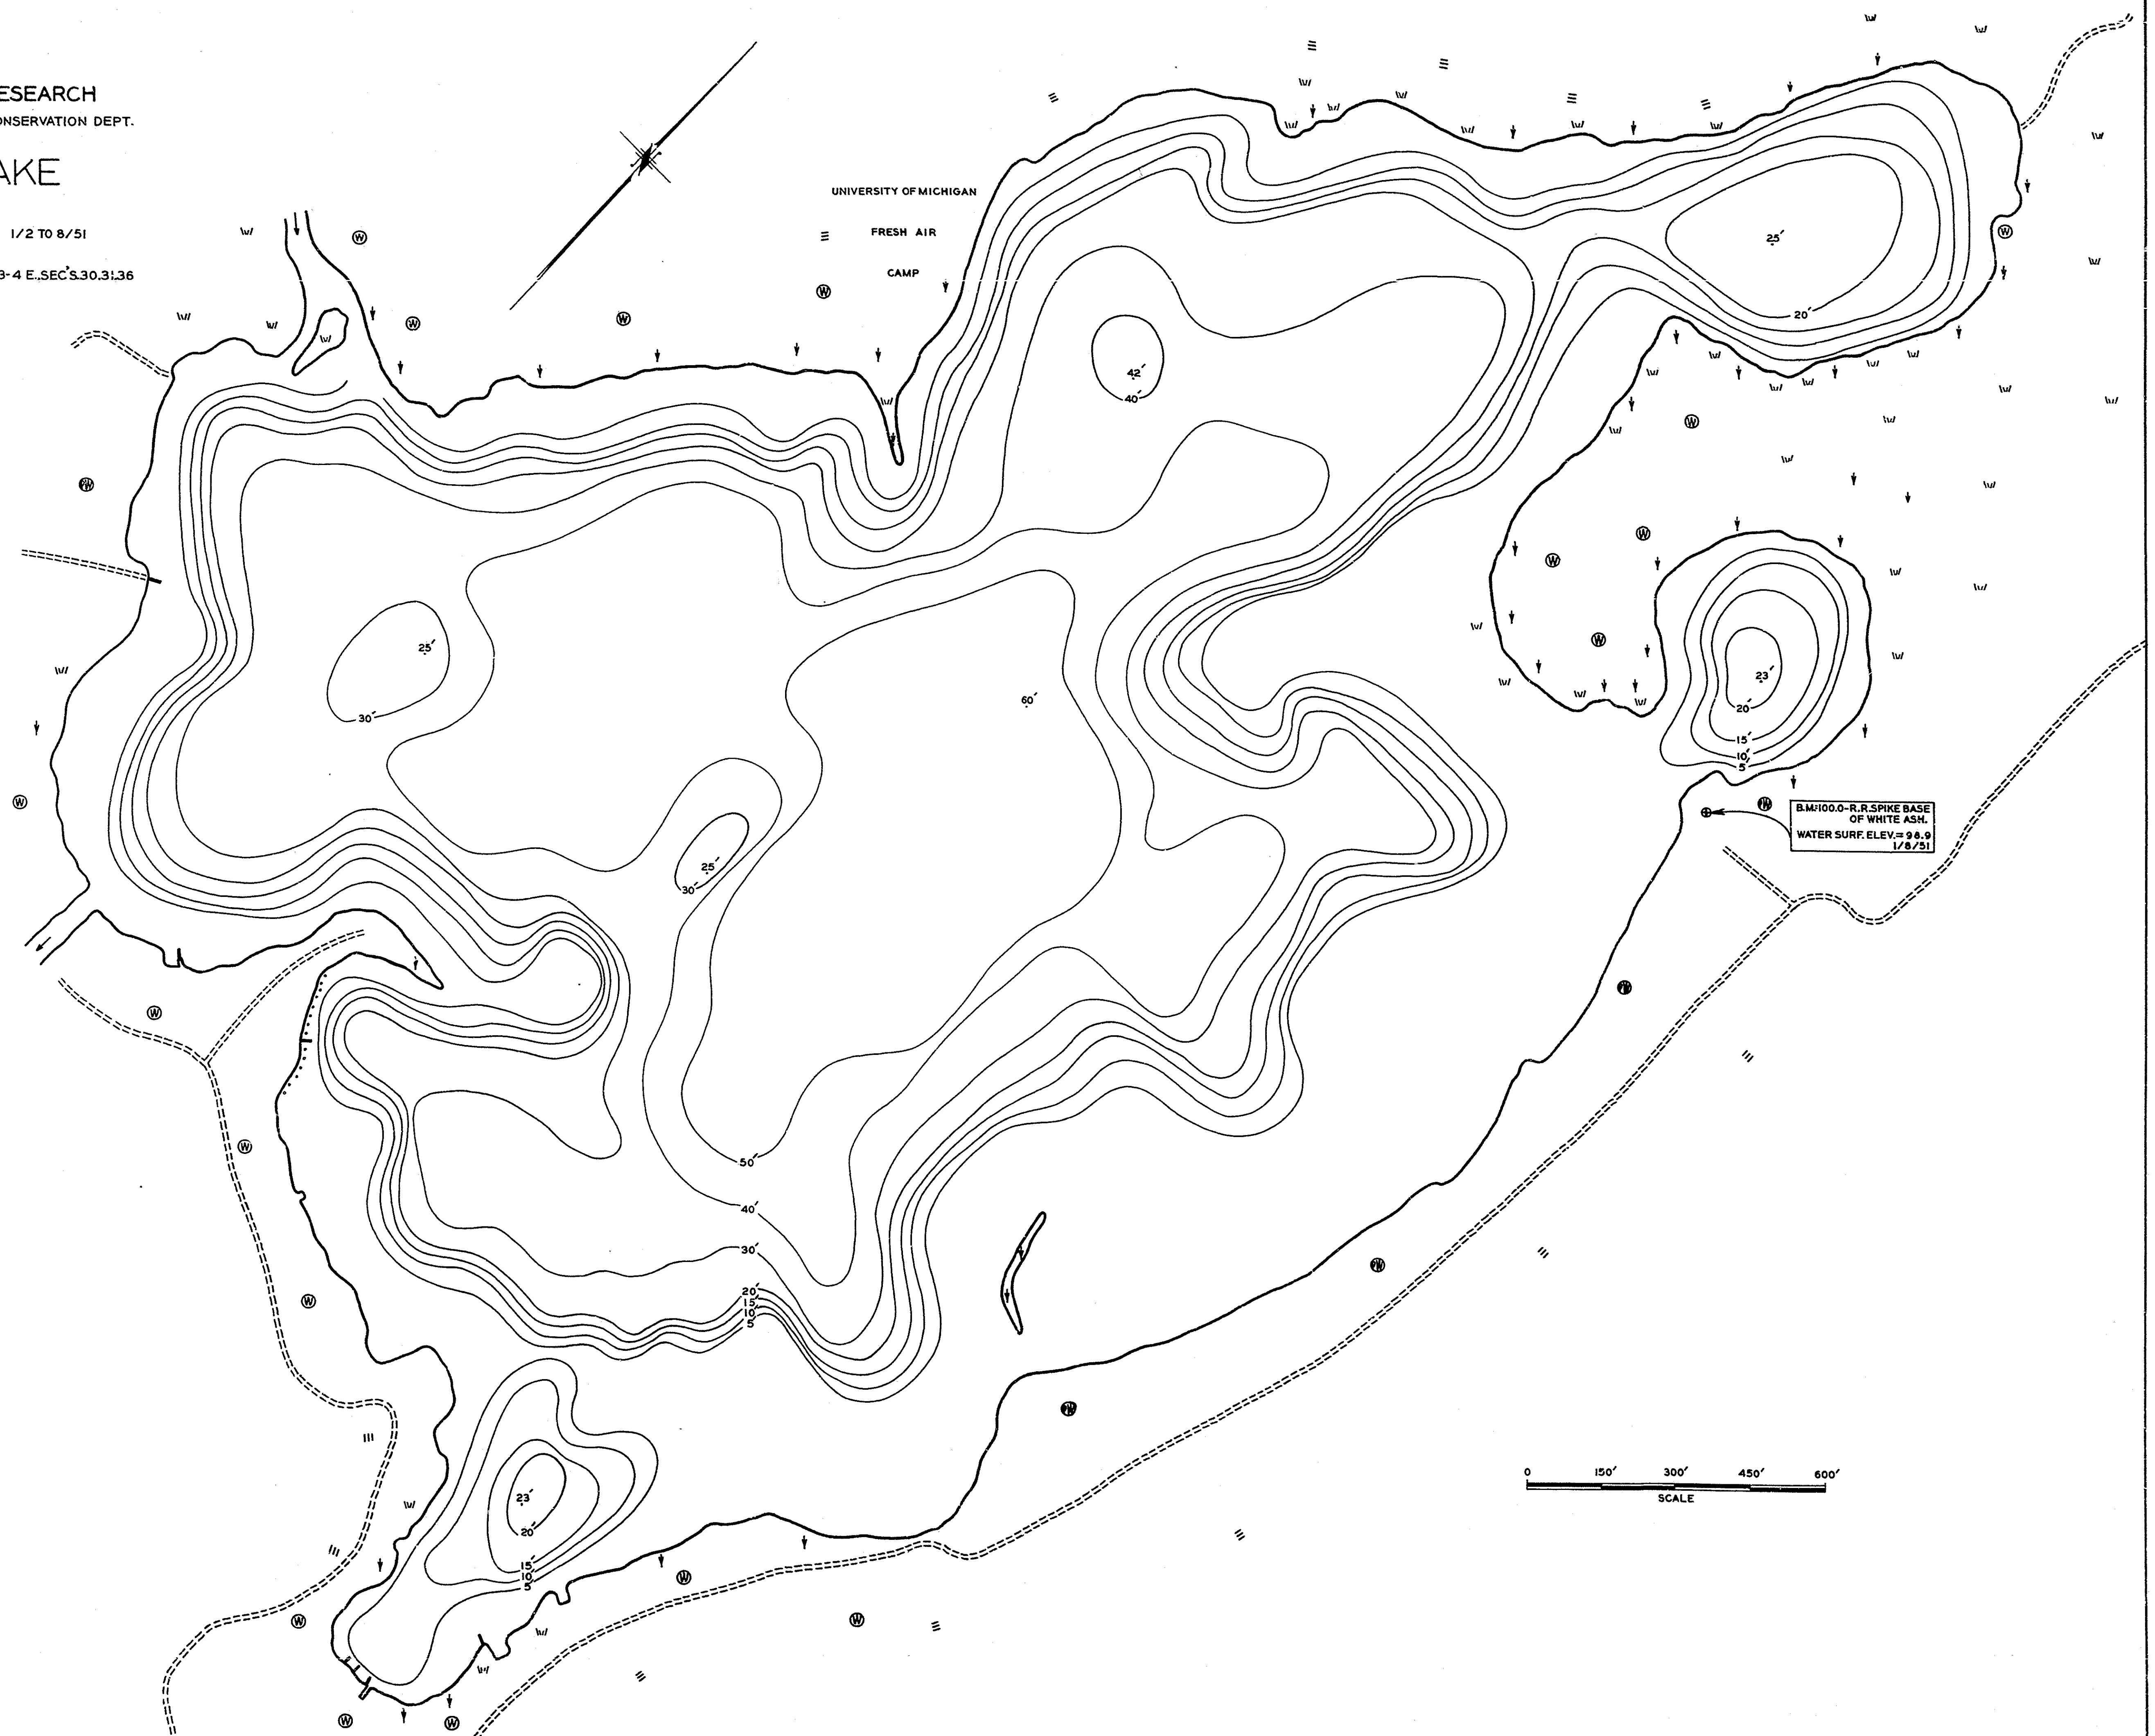 ESEARCH
ONSERVATION DEPT.
AKE
1/2 TO 8/51
3-4 E.,SEC'S.30.31.36
UNIVERSITY OF MICHIGAN
FRESH AIR
CAMP
25'
20'
42'
40'
25'
30'
60'
23'
20'
15'
10'
5'
B.M.=100.0-R.R.SPIKE BASE
OF WHITE ASH.
WATER SURF. ELEV.= 98.9
1/8/51
25'
30'
50'
40'
30'
20'
15'
10'
5'
23'
20'
15'
10'
5'
0 150' 300' 450' 600'
SCALE